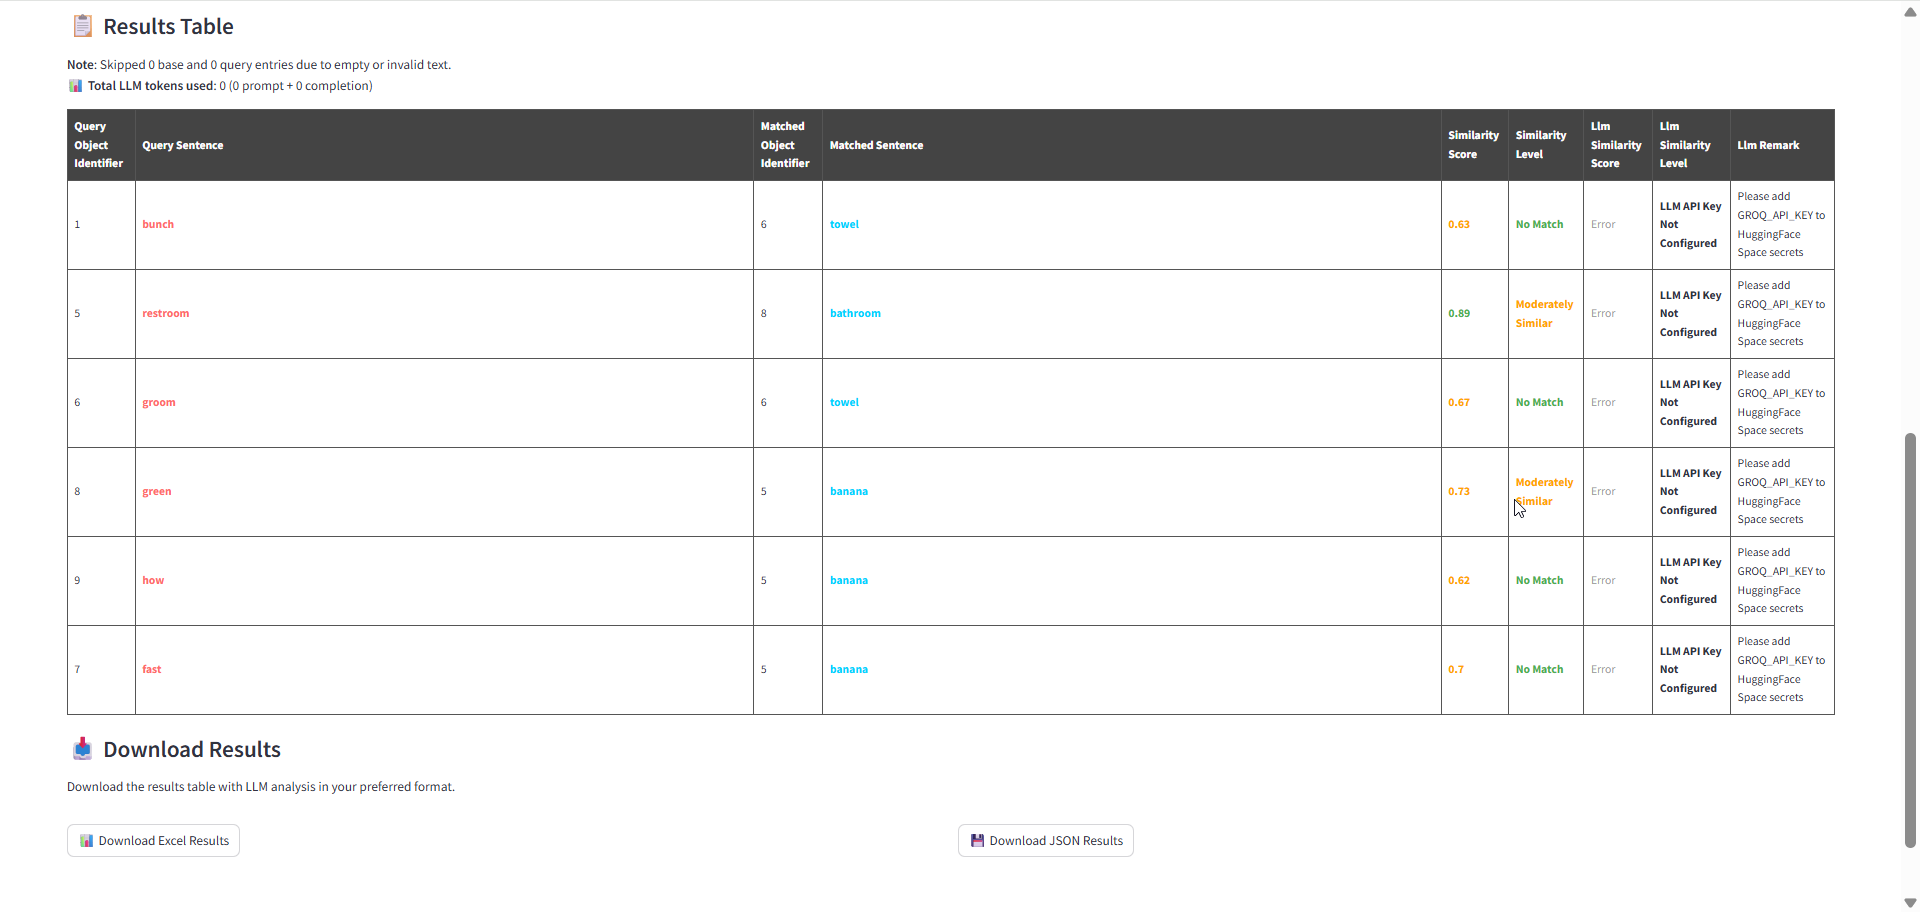 Results Table
Note: Skipped 0 base and 0 query entries due to empty or invalid text.
Total LLM tokens used: 0 (0 prompt + 0 completion)
Query Object Identifier	Query Sentence	Matched Object Identifier	Matched Sentence	Similarity Score	Similarity Level	Llm Similarity Score	Llm Similarity Level	Llm Remark
1	bunch	6	towel	0.63	No Match	Error	LLM API Key Not Configured	Please add GROQ_API_KEY to HuggingFace Space secrets
5	restroom	8	bathroom	0.89	Moderately Similar	Error	LLM API Key Not Configured	Please add GROQ_API_KEY to HuggingFace Space secrets
6	groom	6	towel	0.67	No Match	Error	LLM API Key Not Configured	Please add GROQ_API_KEY to HuggingFace Space secrets
8	green	5	banana	0.73	Moderately Similar	Error	LLM API Key Not Configured	Please add GROQ_API_KEY to HuggingFace Space secrets
9	how	5	banana	0.62	No Match	Error	LLM API Key Not Configured	Please add GROQ_API_KEY to HuggingFace Space secrets
7	fast	5	banana	0.7	No Match	Error	LLM API Key Not Configured	Please add GROQ_API_KEY to HuggingFace Space secrets
Download Results
Download the results table with LLM analysis in your preferred format.
Download Excel Results	Download JSON Results